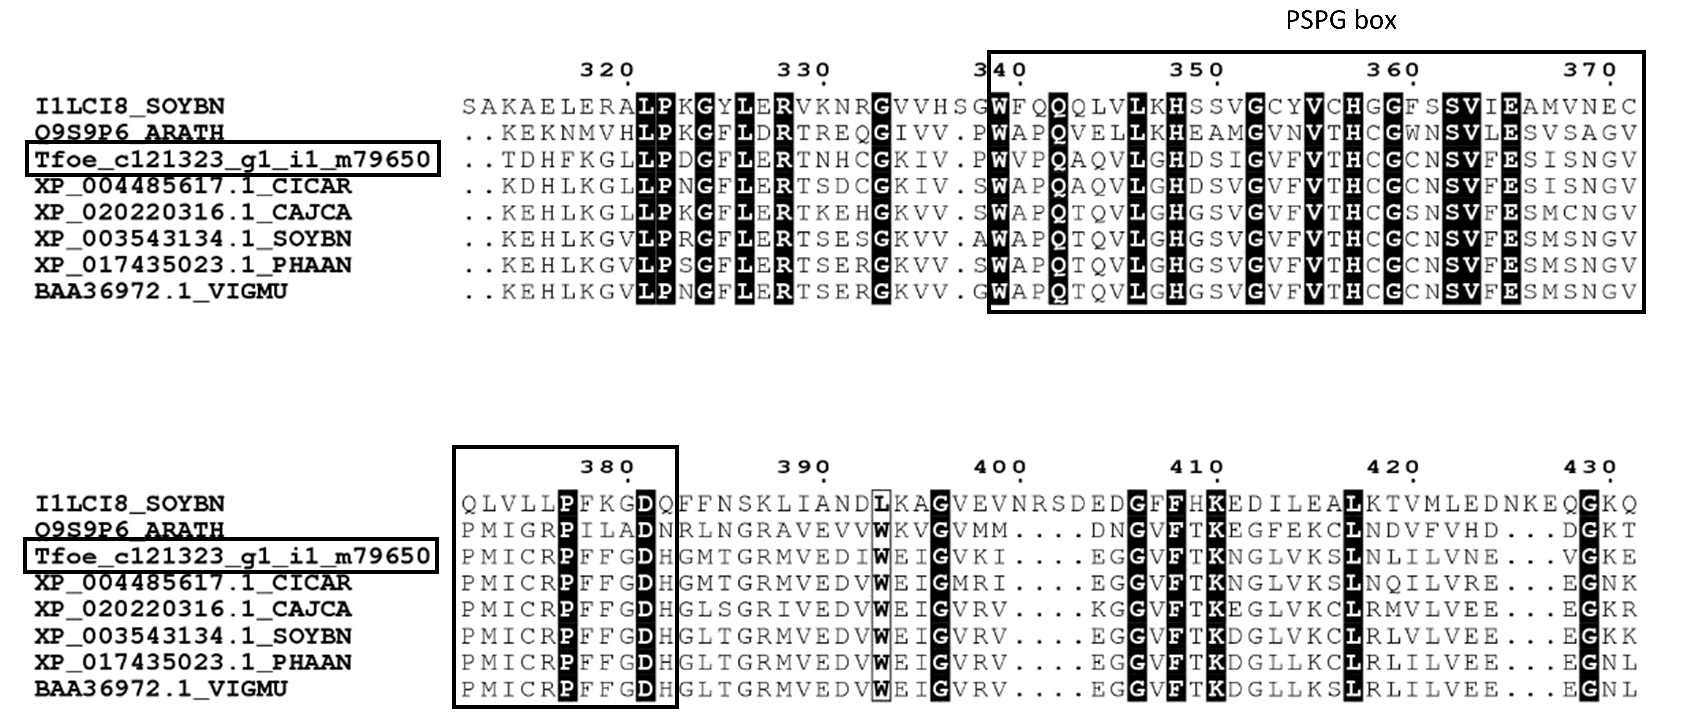 PSPG box
320 330 340 350 360 370
I1LCI8_SOYBN SAKAELERALPKGYLERVKNRGVVHSGWFQQQLVLKHSSVGCYVCHGGFSSVIEAMVNEC
Q9S9P6_ARATH ..KEKNMVHLPKGFLDRTREQGIVV.PWAPQVELLKHEAMGVNVTHCGWNSVLESVSAGV
Tfoe_c121323_g1_i1_m79650 ..TDHFKGLLPDGFLERTNHCGKIV.PWVPQAQVLGHDSIGVFVTHCGCNSVFESISNGV
XP_004485617.1_CICAR ..KDHLKGLLPNGFLERTSDCGKIV.SWAPQAQVLGHDSVGVFVTHCGCNSVFESISNGV
XP_020220316.1_CAJCA ..KEHLKGLLPKGFLERTKEHGKVV.SWAPQTQVLGHGSVGVFVTHCGSNSVFESMCNGV
XP_003543134.1_SOYBN ..KEHLKGVLPRGFLERTSESGKVV.AWAPQTQVLGHGSVGVFVTHCGCNSVFESMSNGV
XP_017435023.1_PHAAN ..KEHLKGVLPSGFLERTSERGKVV.SWAPQTQVLGHGSVGVFVTHCGCNSVFESMSNGV
BAA36972.1_VIGMU ..KEHLKGVLPNGFLERTSERGKVV.GWAPQTQVLGHGSVGVFVTHCGCNSVFESMSNGV
380 390 400 410 420 430
I1LCI8_SOYBN QLVLLPFKGDQFFNSKLIANDLKAGVEVNRSDEDGFFHKEDILEALKTVMLEDNKEQGKQ
Q9S9P6_ARATH PMIGRPILADNRLNGRAVEVVWKVGVMM....DNGVFTKEGFEKCLNDVFVHD...DGKT
Tfoe_c121323_g1_i1_m79650 PMICRPFFGDHGMTGRMVEDIWEIGVKI....EGGVFTKNGLVKSLNLILVNE...VGKE
XP_004485617.1_CICAR PMICRPFFGDHGMTGRMVEDVWEIGMRI....EGGVFTKNGLVKSLNQILVRE...EGNK
XP_020220316.1_CAJCA PMICRPFFGDHGLSGRIVEDVWEIGVRV....KGGVFTKEGLVKCLRMVLVEE...EGKR
XP_003543134.1_SOYBN PMICRPFFGDHGLTGRMVEDVWEIGVRV....EGGVFTKDGLVKCLRLVLVEE...EGKK
XP_017435023.1_PHAAN PMICRPFFGDHGLTGRMVEDVWEIGVRV....EGGVFTKDGLLKCLRLILVEE...EGNL
BAA36972.1_VIGMU PMICRPFFGDHGLTGRMVEDVWEIGVRV....EGGVFTKDGLLKSLRLILVEE...EGNL